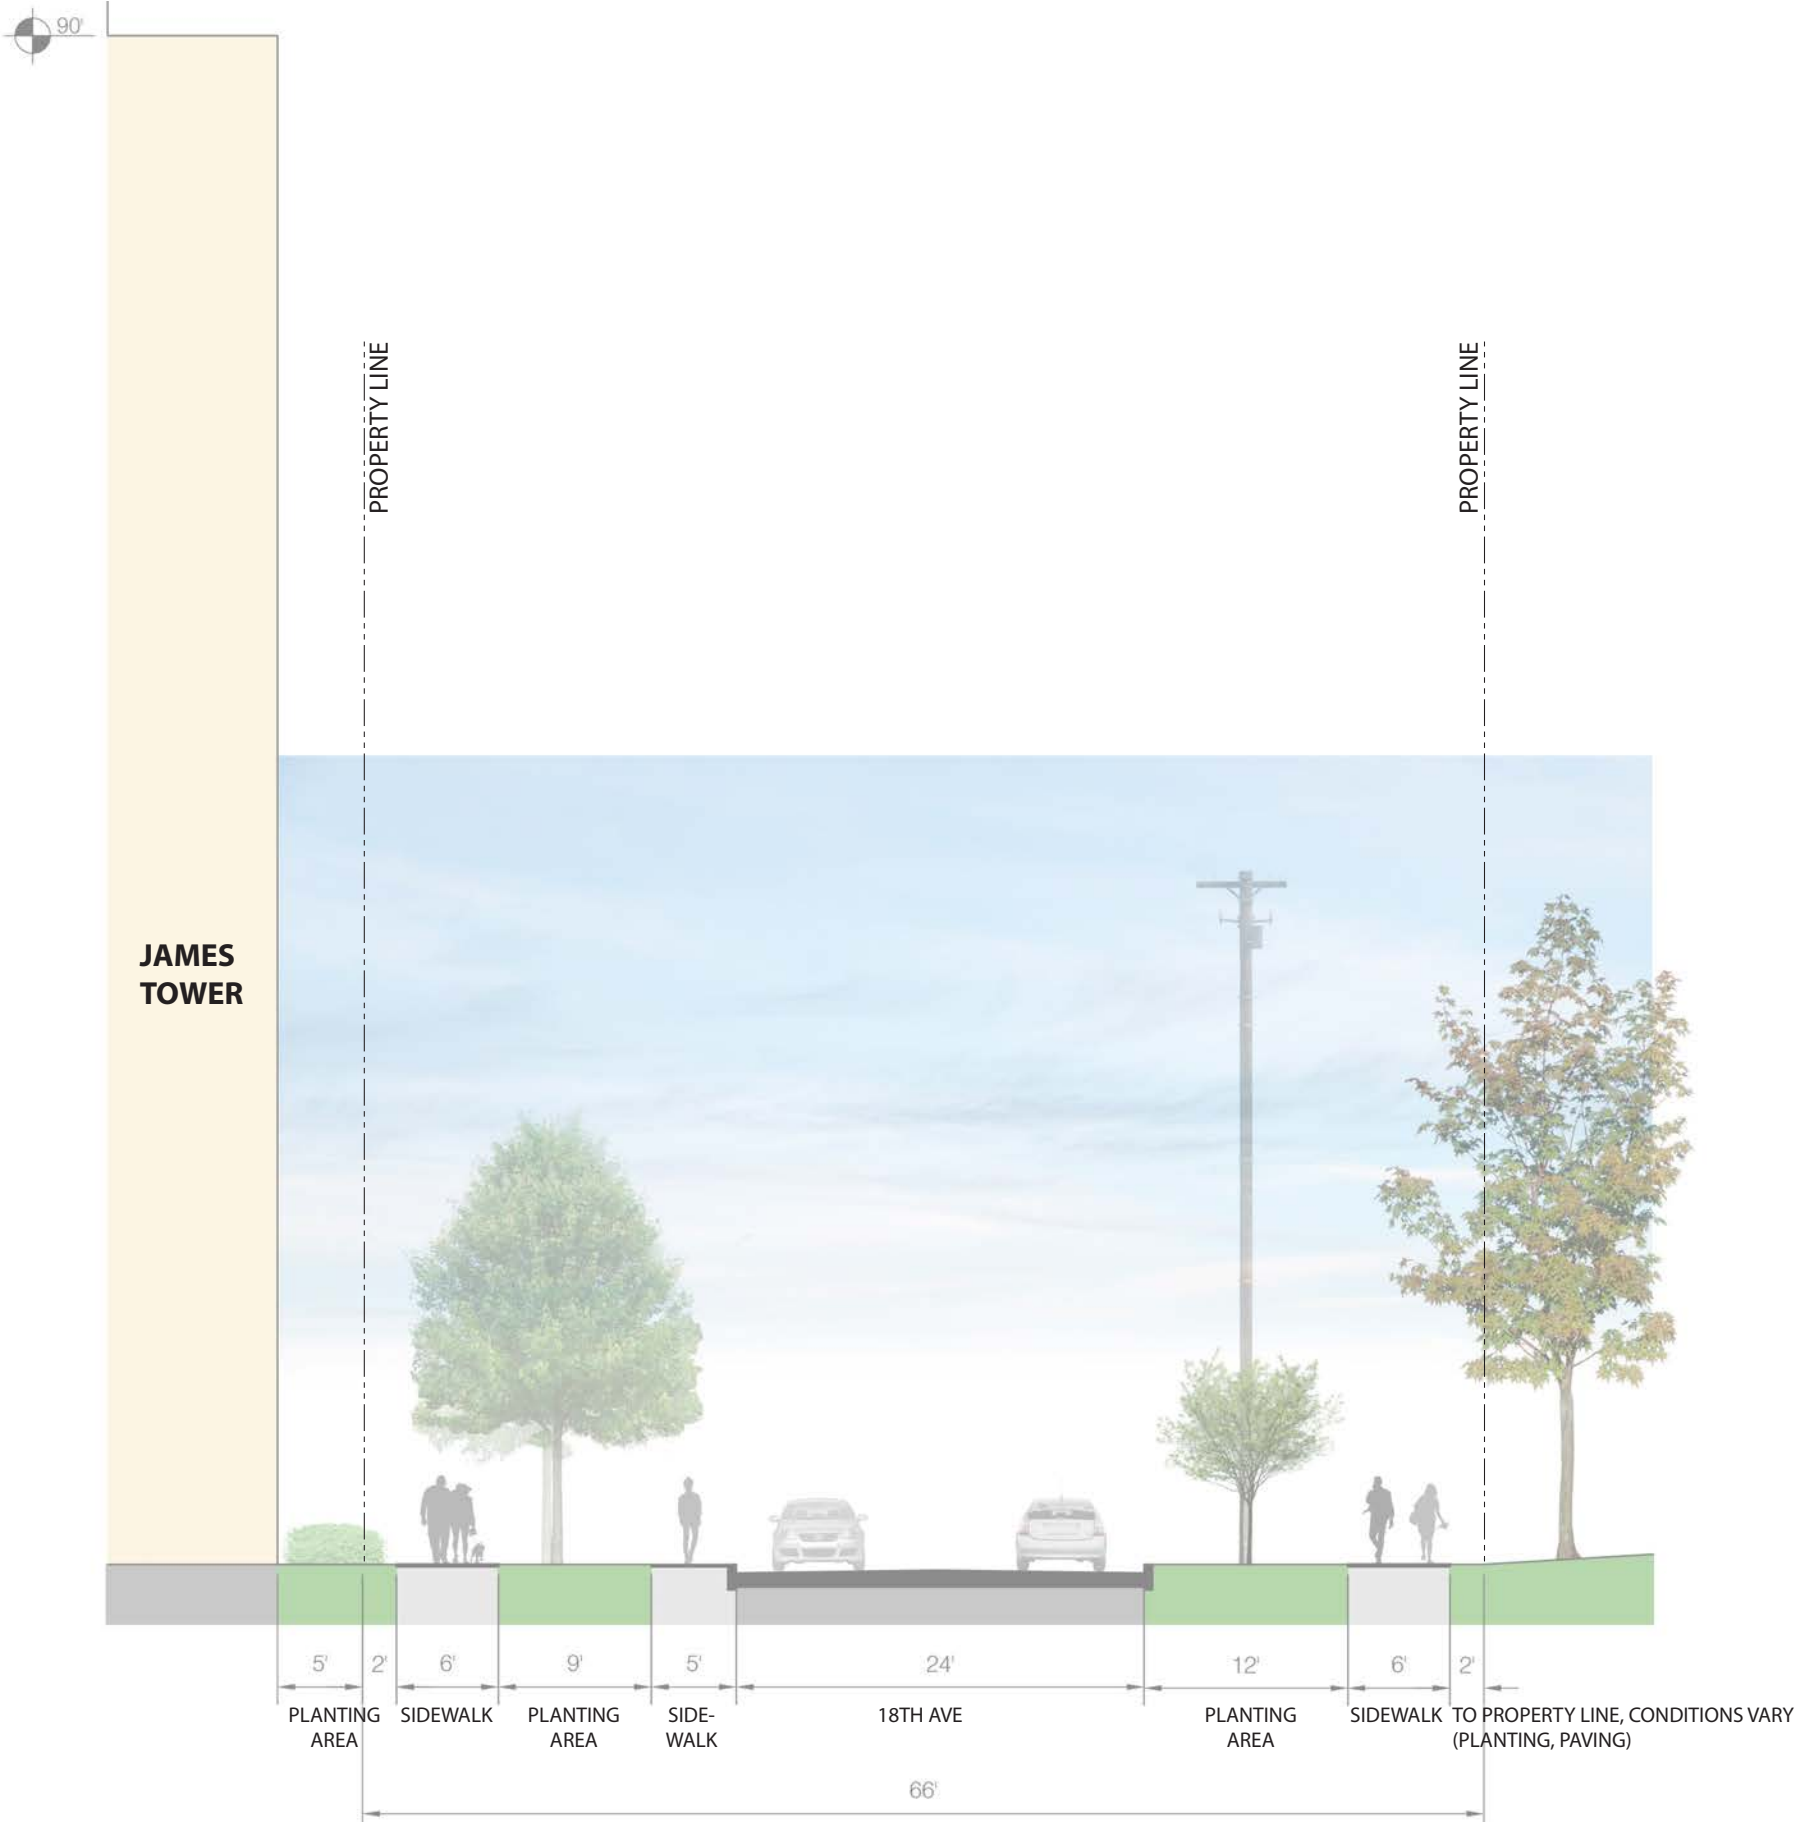 90'
PROPERTY LINE
PROPERTY LINE
JAMES
TOWER
5' 2' 6' 9' 5' 24' 12' 6' 2'
PLANTING
AREA
SIDEWALK
PLANTING
AREA
SIDE-
WALK
18TH AVE
PLANTING
AREA
SIDEWALK
TO PROPERTY LINE, CONDITIONS VARY
(PLANTING, PAVING)
66'